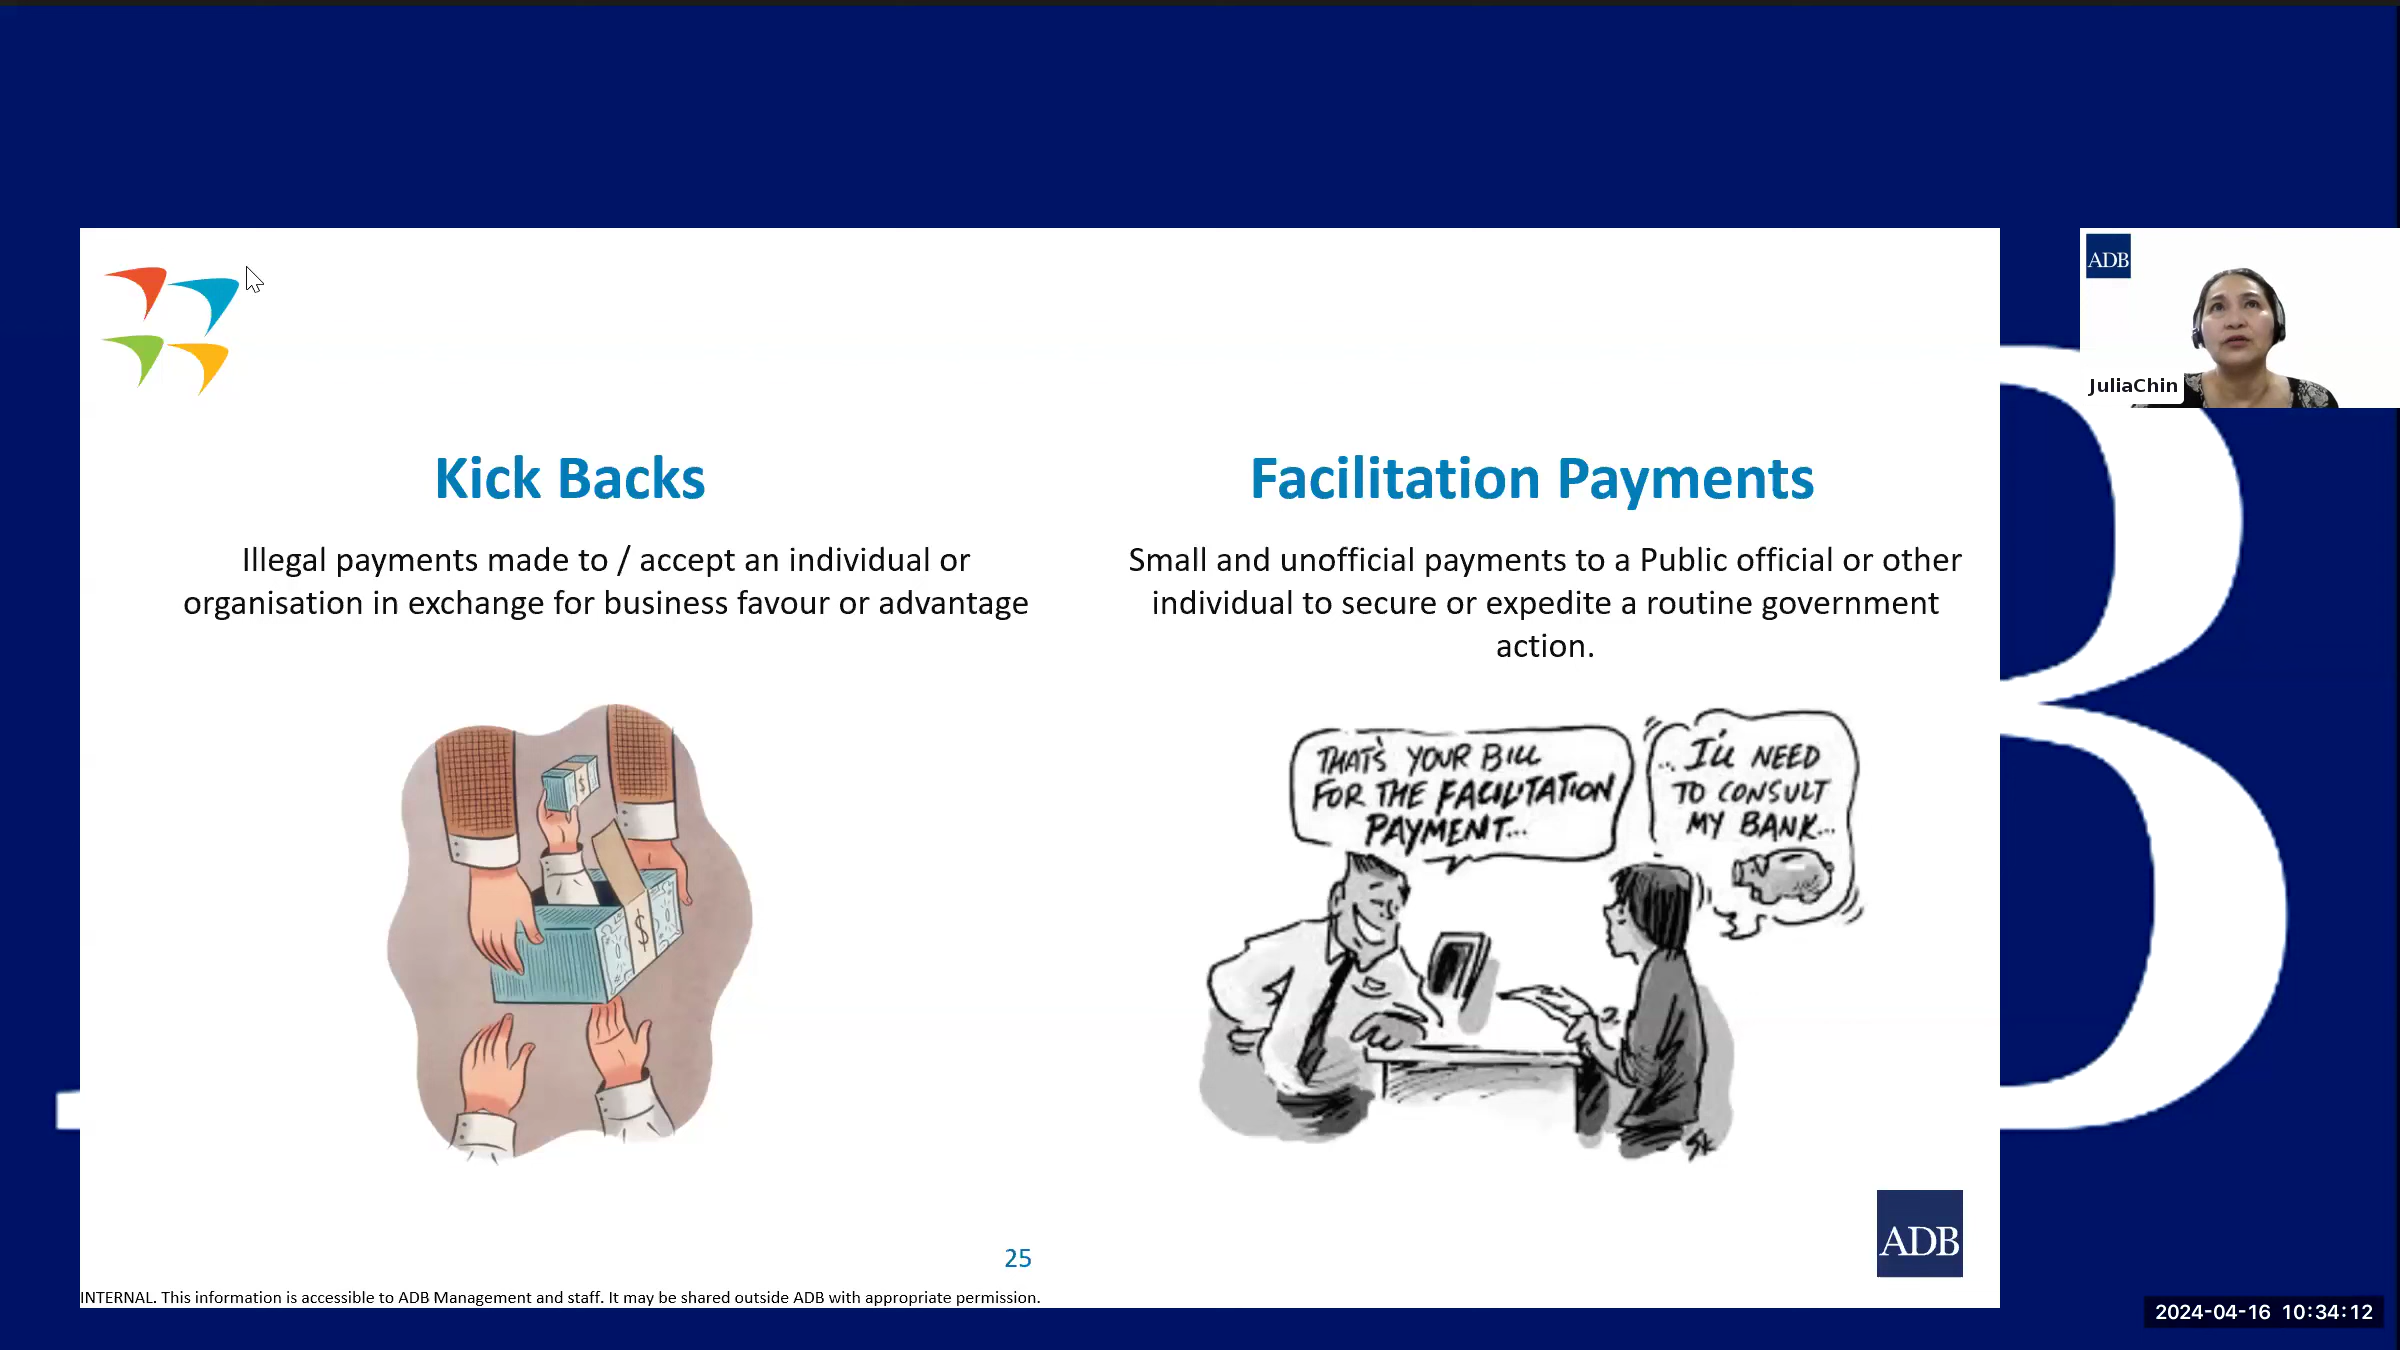 ADB
JuliaChin
Kick Backs
Illegal payments made to / accept an individual or
organisation in exchange for business favour or advantage
Facilitation Payments
Small and unofficial payments to a Public official or other
individual to secure or expedite a routine government
action.
THAT'S YOUR BILL
FOR THE FACILITATION
PAYMENT...
... I'LL NEED
TO CONSULT
MY BANK...
$
$
ADB
25
INTERNAL. This information is accessible to ADB Management and staff. It may be shared outside ADB with appropriate permission.
2024-04-16 10:34:12